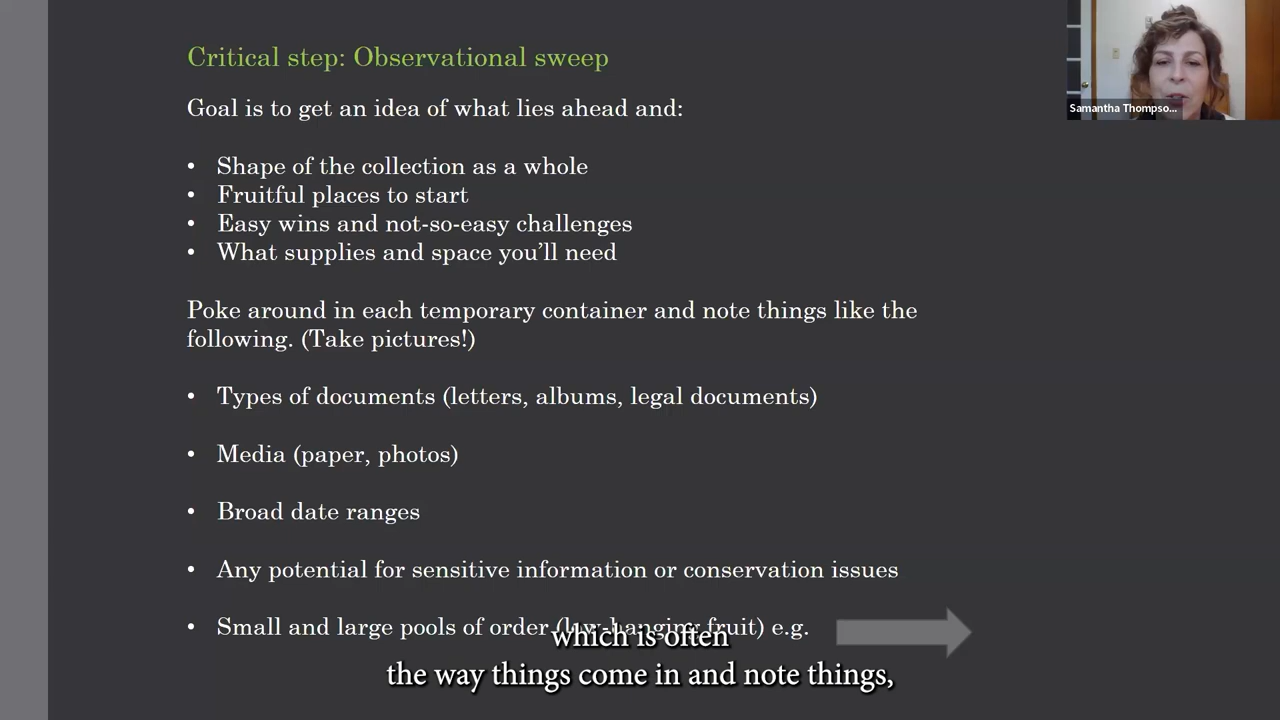 Critical step: Observational sweep
Samantha Thompso...
Goal is to get an idea of what lies ahead and:
• Shape of the collection as a whole
• Fruitful places to start
• Easy wins and not-so-easy challenges
• What supplies and space you'll need
Poke around in each temporary container and note things like the
following. (Take pictures!)
• Types of documents (letters, albums, legal documents)
• Media (paper, photos)
• Broad date ranges
• Any potential for sensitive information or conservation issues
• Small and large pools of order (low-hanging fruit) e.g.
which is often
the way things come in and note things,